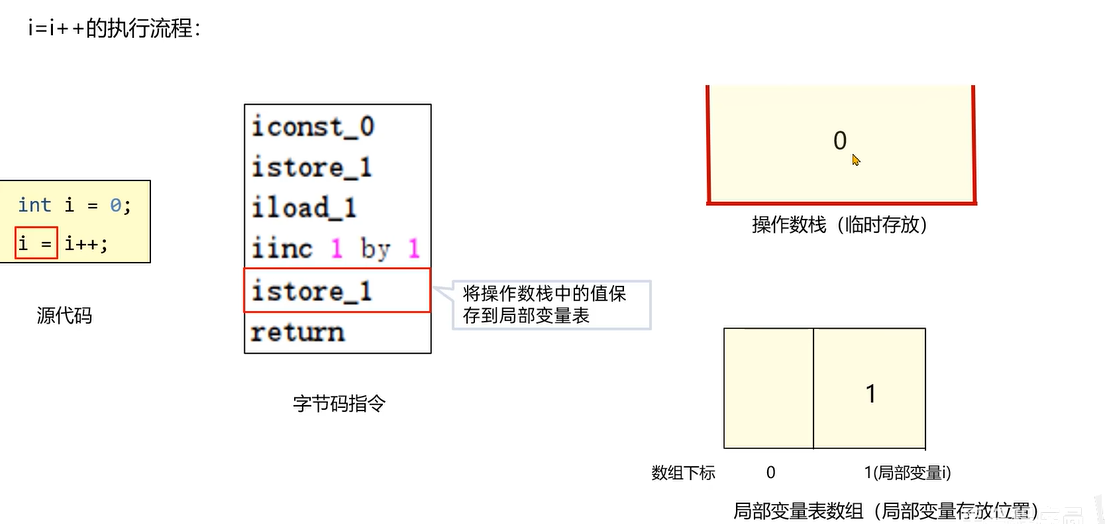 i=i++的执行流程：
int i = 0;
i = i++;
源代码
iconst_0
istore_1
iload_1
iinc 1 by 1
istore_1
return
字节码指令
将操作数栈中的值保
存到局部变量表
0
操作数栈（临时存放）
1
数组下标 0 1(局部变量i)
局部变量表数组（局部变量存放位置）